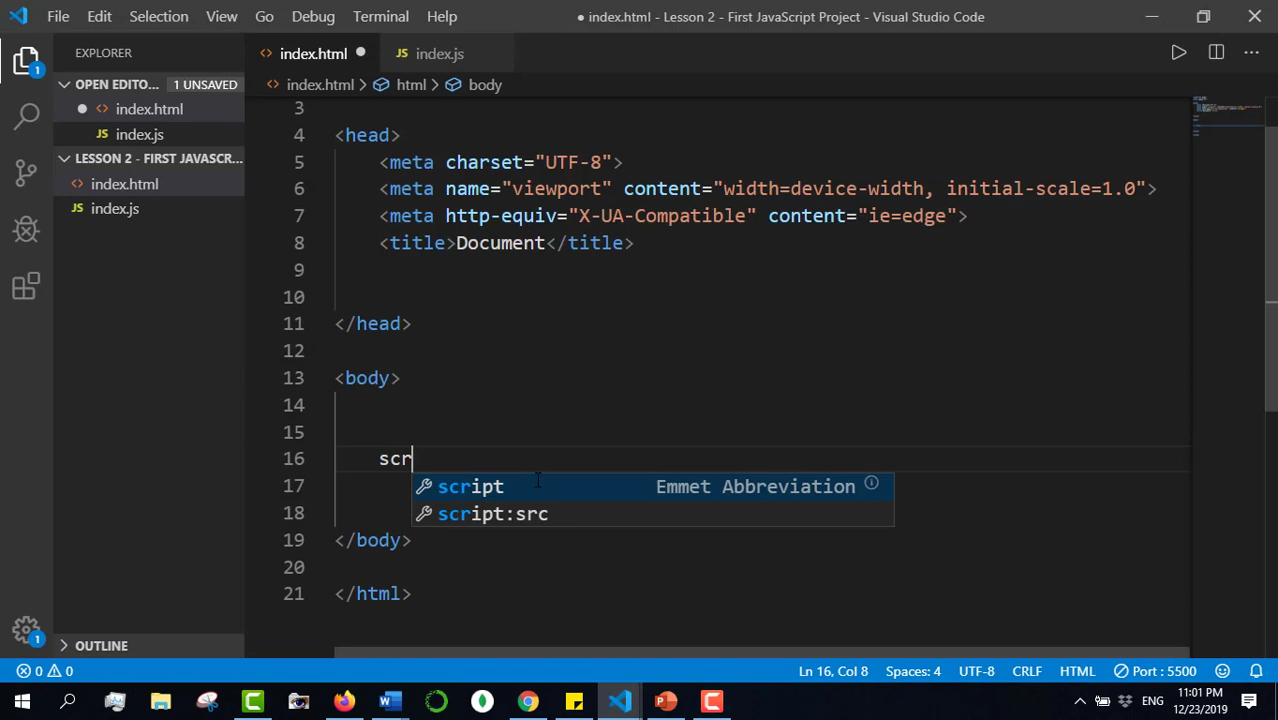 File Edit Selection View Go Debug Terminal Help ● index.html - Lesson 2 - First JavaScript Project - Visual Studio Code
EXPLORER
OPEN EDITO... 1 UNSAVED
index.html
JS index.js
LESSON 2 - FIRST JAVASCR...
index.html
JS index.js
OUTLINE
index.html ● JS index.js
index.html > html > body
3
4 <head>
5 <meta charset="UTF-8">
6 <meta name="viewport" content="width=device-width, initial-scale=1.0">
7 <meta http-equiv="X-UA-Compatible" content="ie=edge">
8 <title>Document</title>
9
10
11 </head>
12
13 <body>
14
15
16 scr
17 script Emmet Abbreviation
18 script:src
19 </body>
20
21 </html>
1
1
0 0 Ln 16, Col 8 Spaces: 4 UTF-8 CRLF HTML Port : 5500
ENG 11:01 PM
12/23/2019